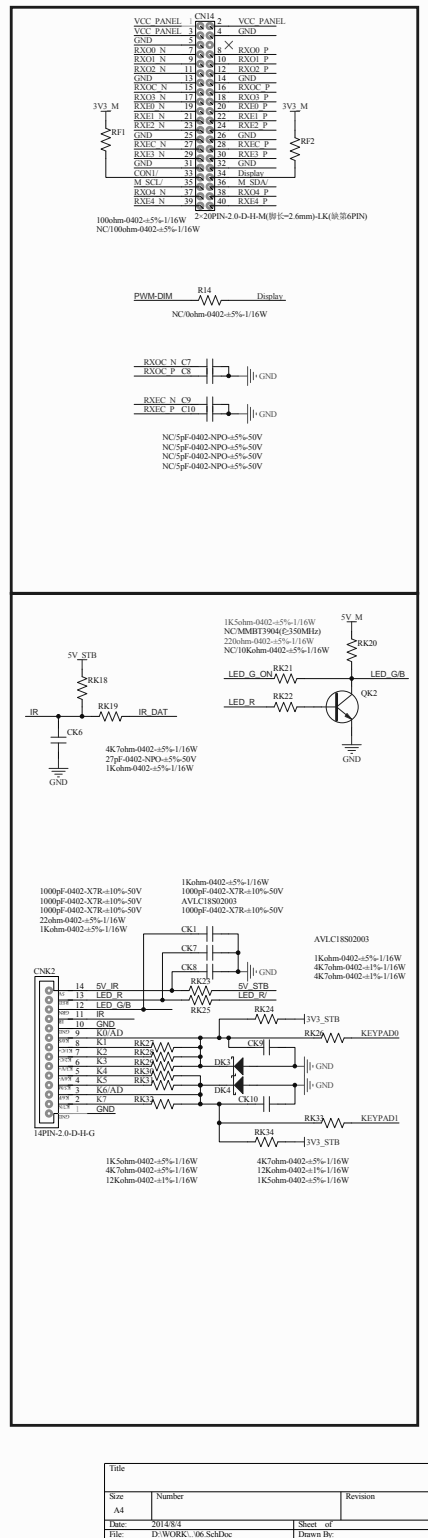 CN14
VCC_PANEL 1 2 VCC_PANEL
VCC_PANEL 3 4 GND
GND 5
RXO0_N 7 8 RXO0_P
RXO1_N 9 10 RXO1_P
RXO2_N 11 12 RXO2_P
GND 13 14 GND
RXOC_N 15 16 RXOC_P
RXO3_N 17 18 RXO3_P
3V3_M RXE0_N 19 20 RXE0_P 3V3_M
RXE1_N 21 22 RXE1_P
RXE2_N 23 24 RXE2_P
RF1 GND 25 26 GND RF2
RXEC_N 27 28 RXEC_P
RXE3_N 29 30 RXE3_P
GND 31 32 GND
CON1/ 33 34 Display
M_SCL/ 35 36 M_SDA/
RXO4_N 37 38 RXO4_P
RXE4_N 39 40 RXE4_P
100ohm-0402-±5%-1/16W 2×20PIN-2.0-D-H-M(脚长=2.6mm)-LK(缺第6PIN)
NC/100ohm-0402-±5%-1/16W
PWM-DIM R14 Display
NC/0ohm-0402-±5%-1/16W
RXOC_N C7
RXOC_P C8 GND
RXEC_N C9
RXEC_P C10 GND
NC/5pF-0402-NPO-±5%-50V
NC/5pF-0402-NPO-±5%-50V
NC/5pF-0402-NPO-±5%-50V
NC/5pF-0402-NPO-±5%-50V
1K5ohm-0402-±5%-1/16W 5V_M
NC/MMBT3904(f≥350MHz)
220ohm-0402-±5%-1/16W RK20
NC/10Kohm-0402-±5%-1/16W
5V_STB
RK18
LED_G_ON RK21 LED_G/B
LED_R RK22 QK2
IR RK19 IR_DAT
CK6
GND
4K7ohm-0402-±5%-1/16W
27pF-0402-NPO-±5%-50V
1Kohm-0402-±5%-1/16W
GND
1Kohm-0402-±5%-1/16W
1000pF-0402-X7R-±10%-50V 1000pF-0402-X7R-±10%-50V
1000pF-0402-X7R-±10%-50V AVLC18S02003
1000pF-0402-X7R-±10%-50V 1000pF-0402-X7R-±10%-50V
22ohm-0402-±5%-1/16W
1Kohm-0402-±5%-1/16W
CK1
AVLC18S02003
CK7
1Kohm-0402-±5%-1/16W
4K7ohm-0402-±1%-1/16W
4K7ohm-0402-±1%-1/16W
CNK2
CK8 GND
14 5V_IR RK23 5V_STB
13 LED_R LED_R/
12 LED_G/B RK25
11 IR RK24
10 GND 3V3_STB
9 K0/AD RK26 KEYPAD0
8 K1 RK27 CK9
7 K2 RK28
6 K3 RK29 DK3 GND
5 K4 RK30
4 K5 RK31 DK4 GND
3 K6/AD CK10
2 K7 RK32
1 GND
14PIN-2.0-D-H-G
RK33 KEYPAD1
RK34 3V3_STB
1K5ohm-0402-±5%-1/16W 4K7ohm-0402-±5%-1/16W
4K7ohm-0402-±5%-1/16W 12Kohm-0402-±1%-1/16W
12Kohm-0402-±1%-1/16W 1K5ohm-0402-±5%-1/16W
Title
Size Number Revision
A4
Date: 2014/8/4 Sheet of
File: D:\WORK\..\06.SchDoc Drawn By: